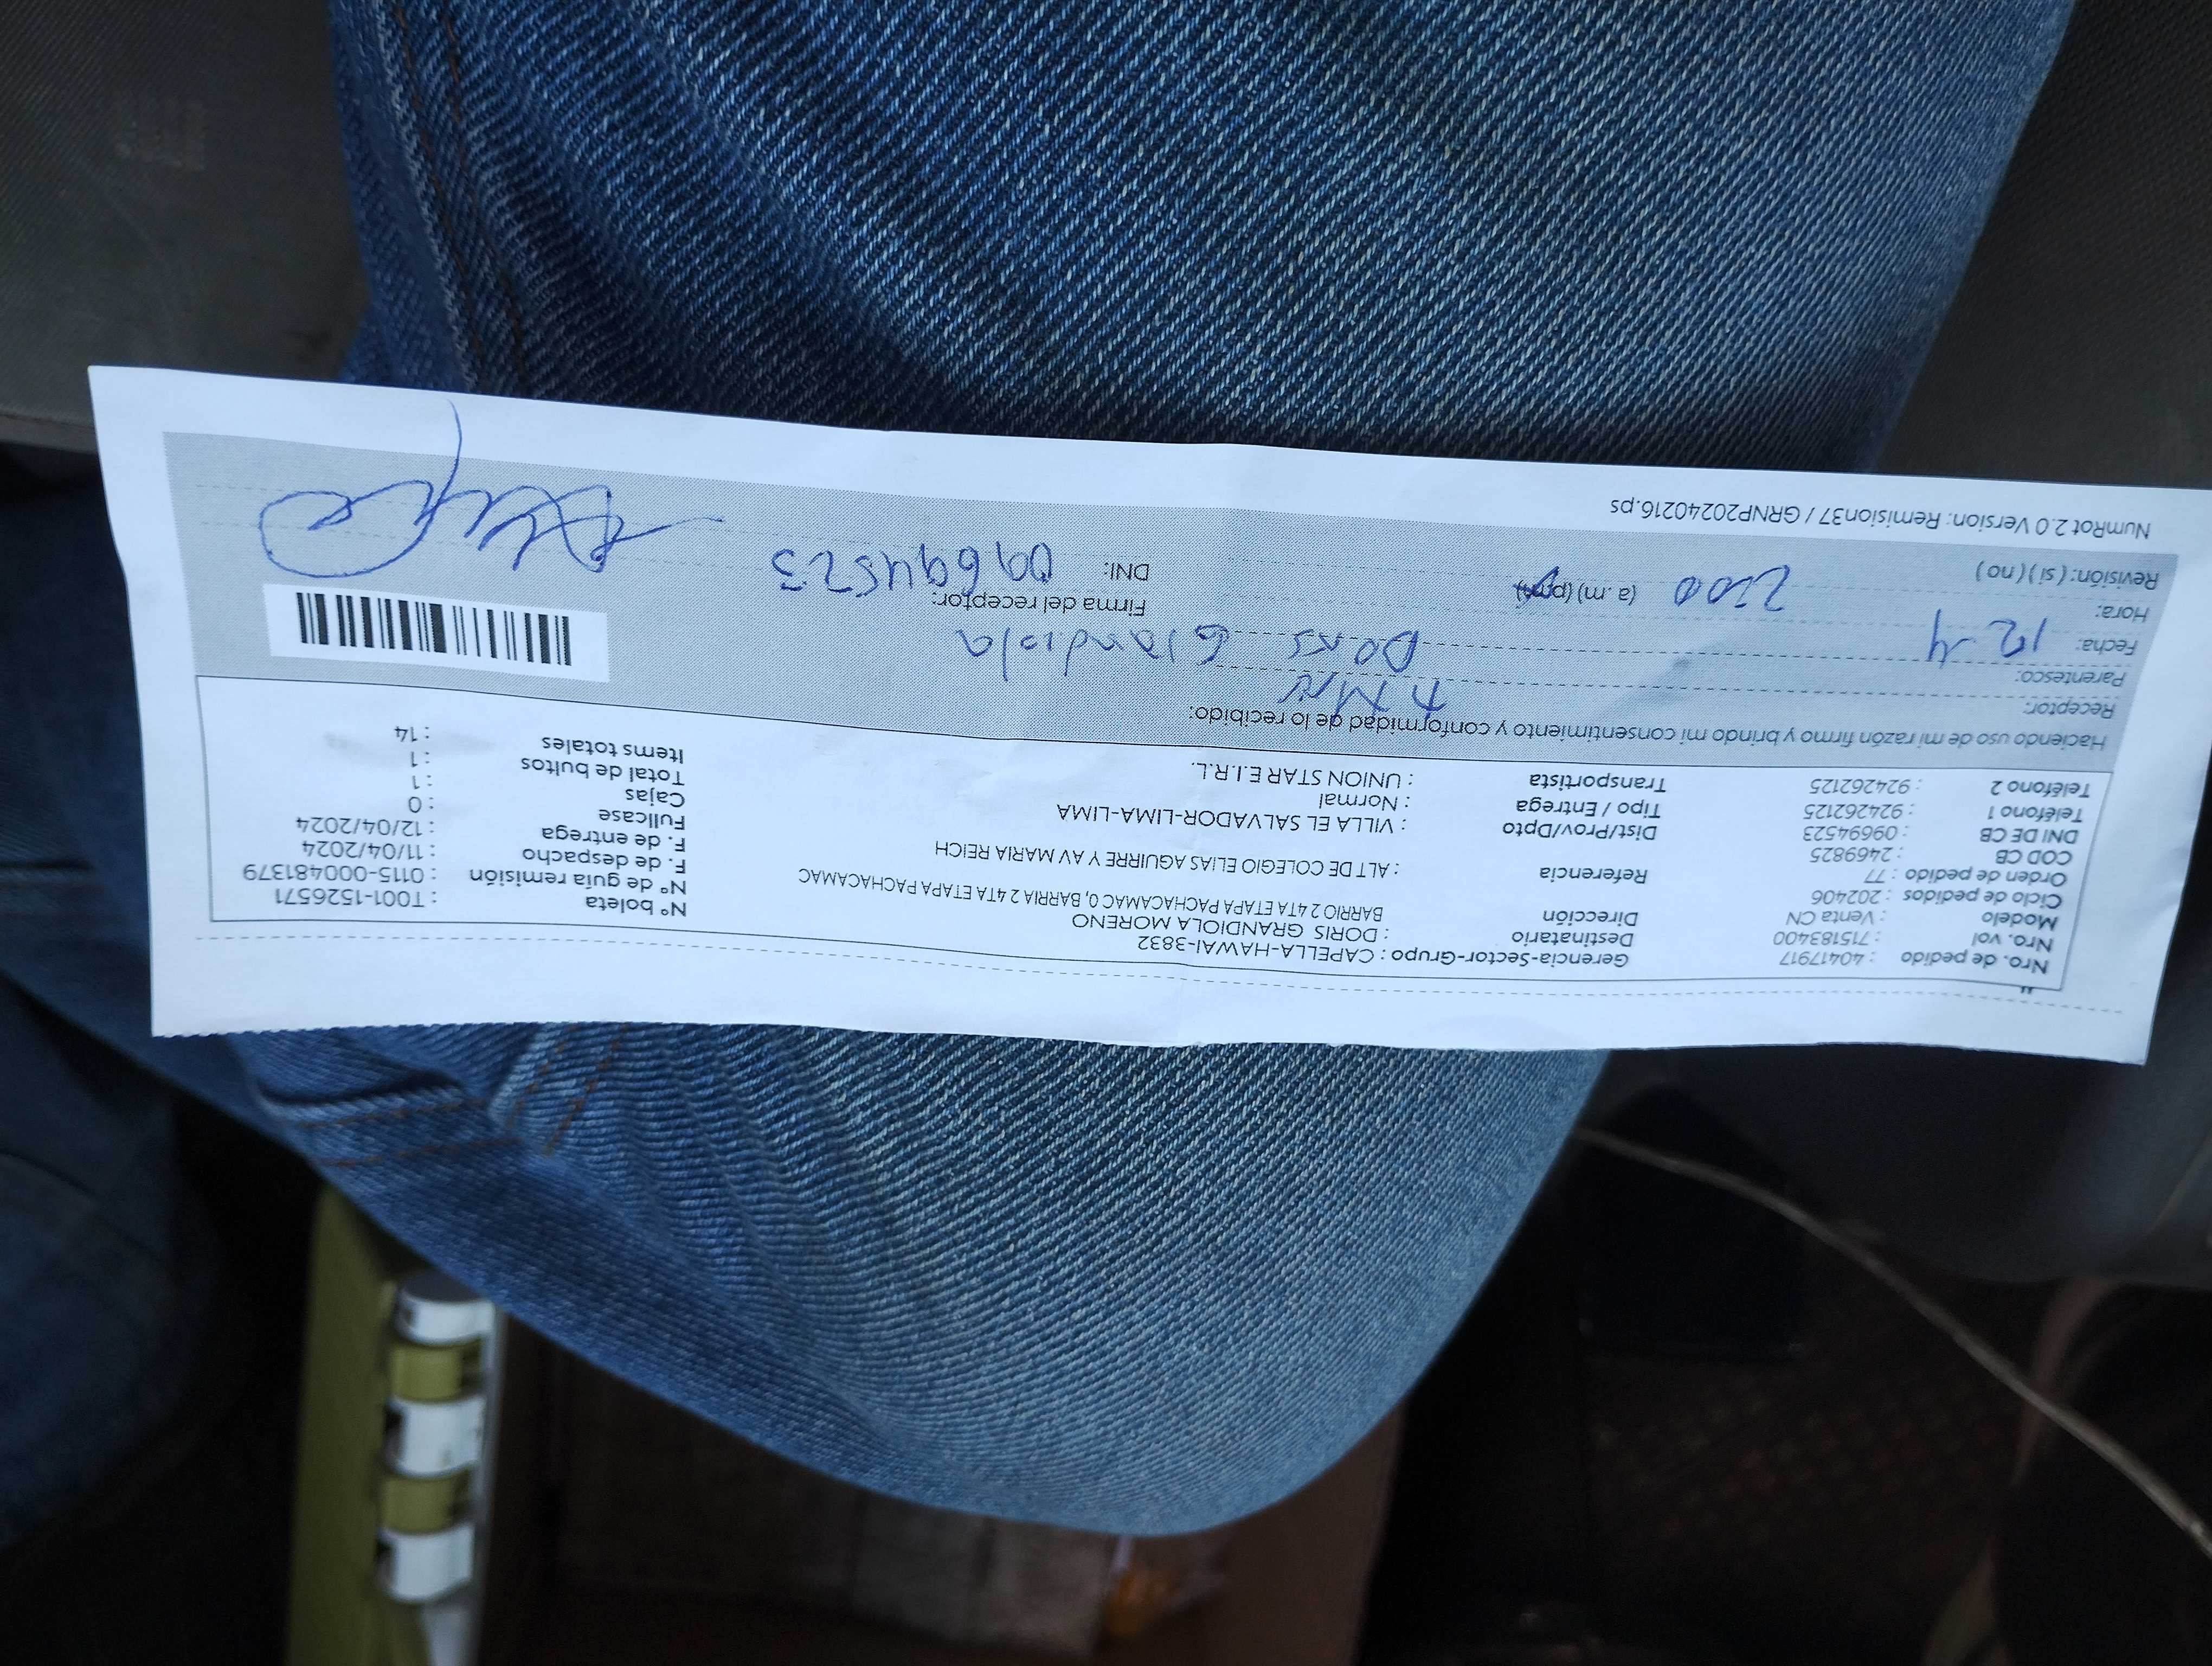 Nro. de pedido : 40417917
Nro. vol : 715183400
Modelo : Venta CN
Ciclo de pedidos : 202406
Orden de pedido : 77
COD CB : 2469825
DNI DE CB : 09694523
Teléfono 1 : 924262125
Teléfono 2 : 924262125
Gerencia-Sector-Grupo : CAPELLA-HAWAI-3832
Destinatario : DORIS GRANDIOLA MORENO
Dirección BARRIO 2 4TA ETAPA PACHACAMAC 0, BARRIA 2 4TA ETAPA PACHACAMAC
Referencia : ALT DE COLEGIO ELIAS AGUIRRE Y AV MARIA REICH
Dist/Prov/Dpto : VILLA EL SALVADOR-LIMA-LIMA
Tipo / Entrega : Normal
Transportista : UNION STAR E.I.R.L.
N° boleta : T001-1526571
N° de guía remisión : 0115-000481379
F. de despacho : 11/04/2024
F. de entrega : 12/04/2024
Fullcase : 0
Cajas : 1
Total de bultos : 1
Items totales : 14
Haciendo uso de mi razón firmo y brindo mi consentimiento y conformidad de lo recibido:
Receptor:
Parentesco:
Fecha: 12 4
Hora: 2:00 (a.m) (pm)
Revisión: ( si ) ( no )
Firma del receptor:
DNI: 09694523
NumRot 2.0 Version: Remision37 / GRNP20240216.ps